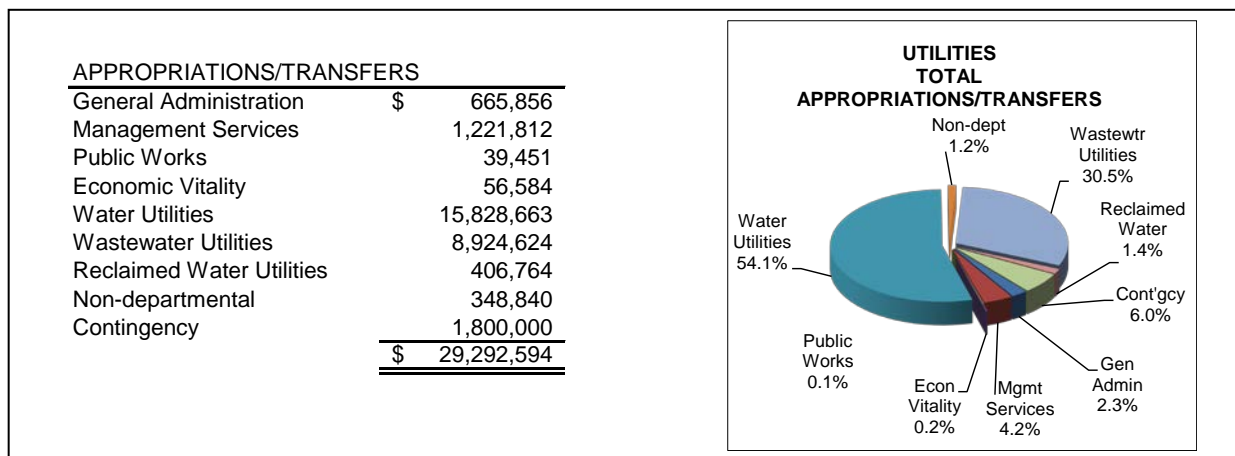 APPROPRIATIONS/TRANSFERS
General Administration $ 665,856
Management Services 1,221,812
Public Works 39,451
Economic Vitality 56,584
Water Utilities 15,828,663
Wastewater Utilities 8,924,624
Reclaimed Water Utilities 406,764
Non-departmental 348,840
Contingency 1,800,000
$ 29,292,594
UTILITIES
TOTAL
APPROPRIATIONS/TRANSFERS
Non-dept
1.2%
Wastewtr
Utilities
30.5%
Reclaimed
Water
1.4%
Cont'gcy
6.0%
Gen
Admin
2.3%
Mgmt
Services
4.2%
Econ
Vitality
0.2%
Public
Works
0.1%
Water
Utilities
54.1%